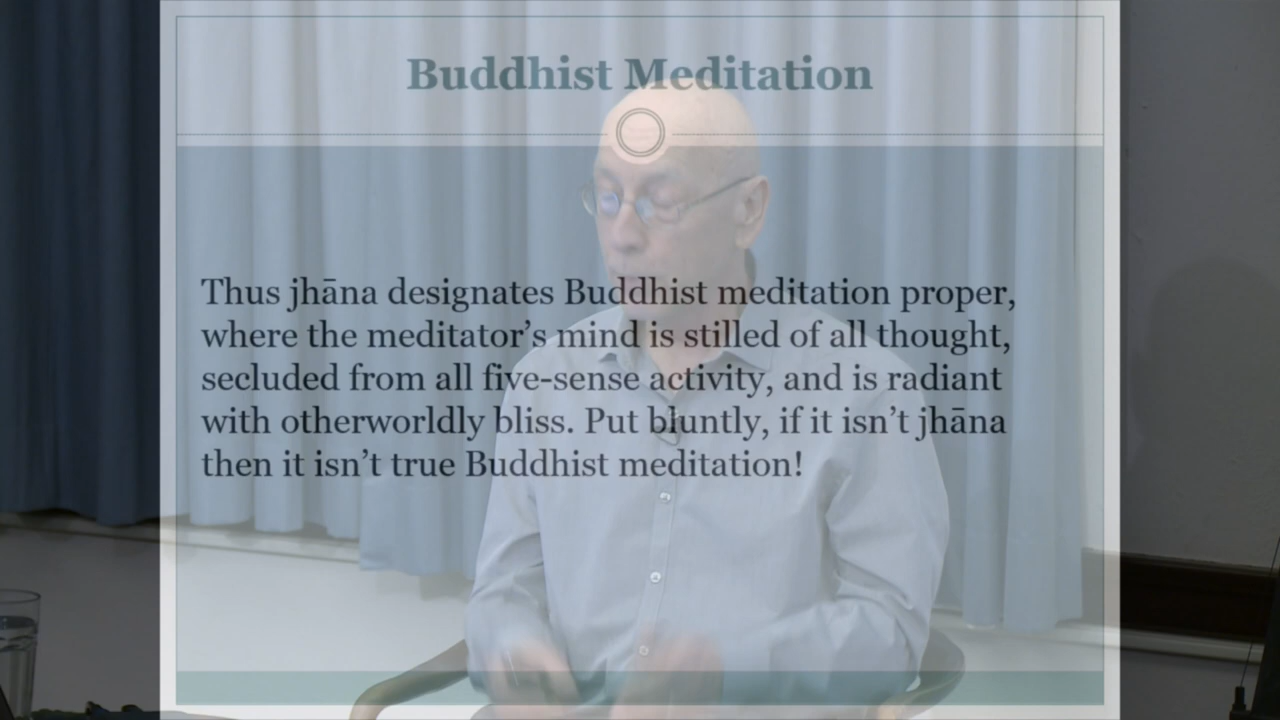 Buddhist Meditation
Thus jhāna designates Buddhist meditation proper,
where the meditator's mind is stilled of all thought,
secluded from all five-sense activity, and is radiant
with otherworldly bliss. Put bluntly, if it isn't jhāna
then it isn't true Buddhist meditation!